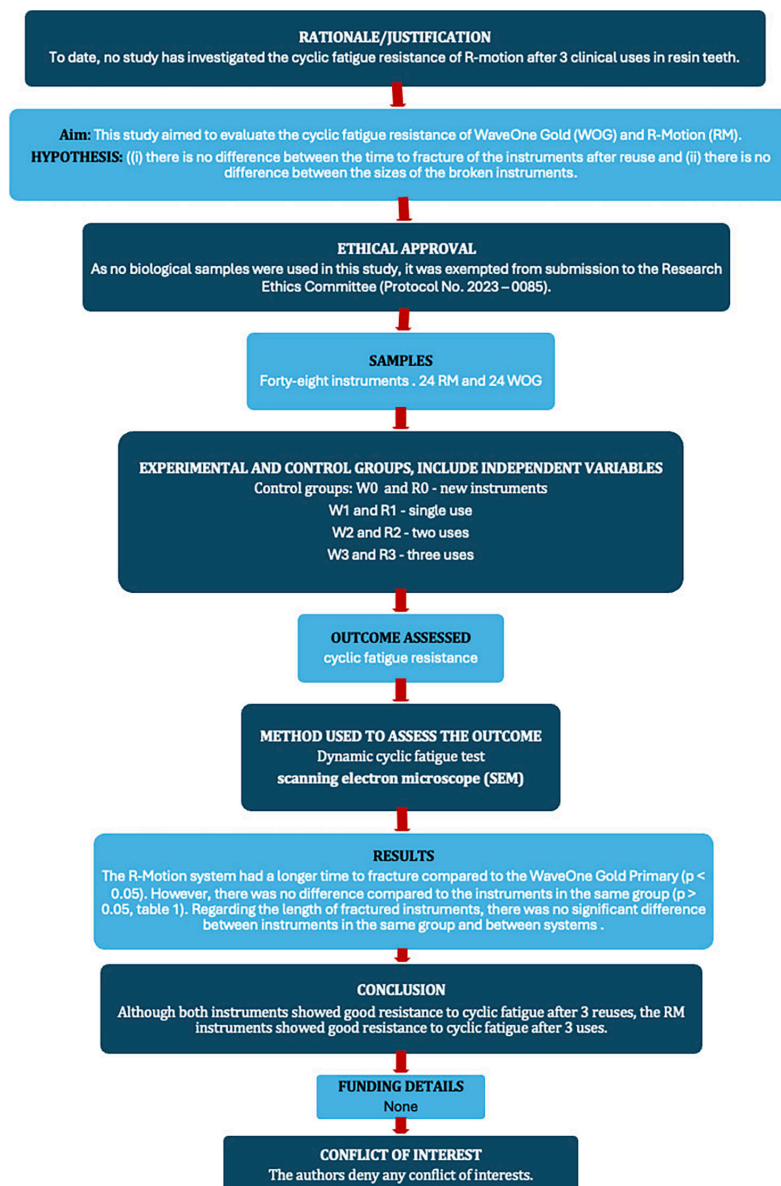 RATIONALE/JUSTIFICATION
To date, no study has investigated the cyclic fatigue resistance of R-motion after 3 clinical uses in resin teeth.
Aim: This study aimed to evaluate the cyclic fatigue resistance of WaveOne Gold (WOG) and R-Motion (RM).
HYPOTHESIS: ((i) there is no difference between the time to fracture of the instruments after reuse and (ii) there is no
difference between the sizes of the broken instruments.
ETHICAL APPROVAL
As no biological samples were used in this study, it was exempted from submission to the Research
Ethics Committee (Protocol No. 2023 – 0085).
SAMPLES
Forty-eight instruments . 24 RM and 24 WOG
EXPERIMENTAL AND CONTROL GROUPS, INCLUDE INDEPENDENT VARIABLES
Control groups: W0 and R0 - new instruments
W1 and R1 - single use
W2 and R2 - two uses
W3 and R3 - three uses
OUTCOME ASSESSED
cyclic fatigue resistance
METHOD USED TO ASSESS THE OUTCOME
Dynamic cyclic fatigue test
scanning electron microscope (SEM)
RESULTS
The R-Motion system had a longer time to fracture compared to the WaveOne Gold Primary (p <
0.05). However, there was no difference compared to the instruments in the same group (p >
0.05, table 1). Regarding the length of fractured instruments, there was no significant difference
between instruments in the same group and between systems .
CONCLUSION
Although both instruments showed good resistance to cyclic fatigue after 3 reuses, the RM
instruments showed good resistance to cyclic fatigue after 3 uses.
FUNDING DETAILS
None
CONFLICT OF INTEREST
The authors deny any conflict of interests.